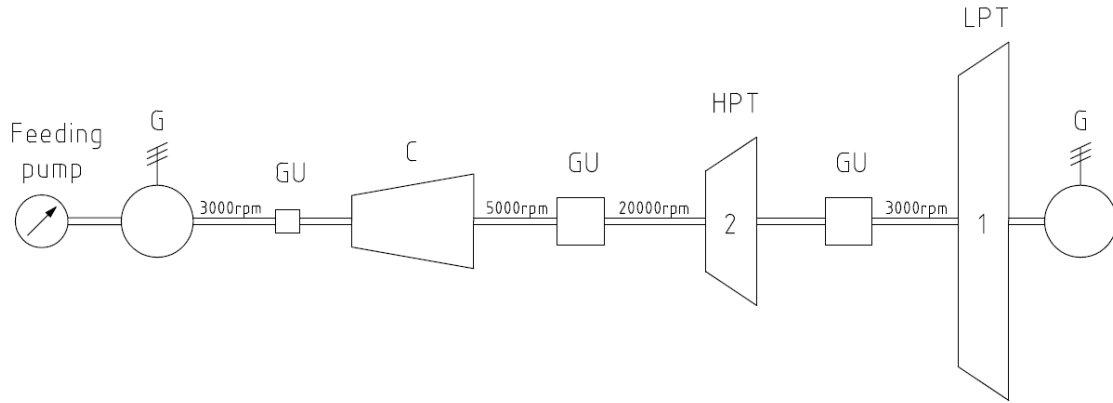 LPT
HPT
G
G
Feeding
pump
GU
C
GU
GU
3000rpm
5000rpm
20000rpm
3000rpm
2
1